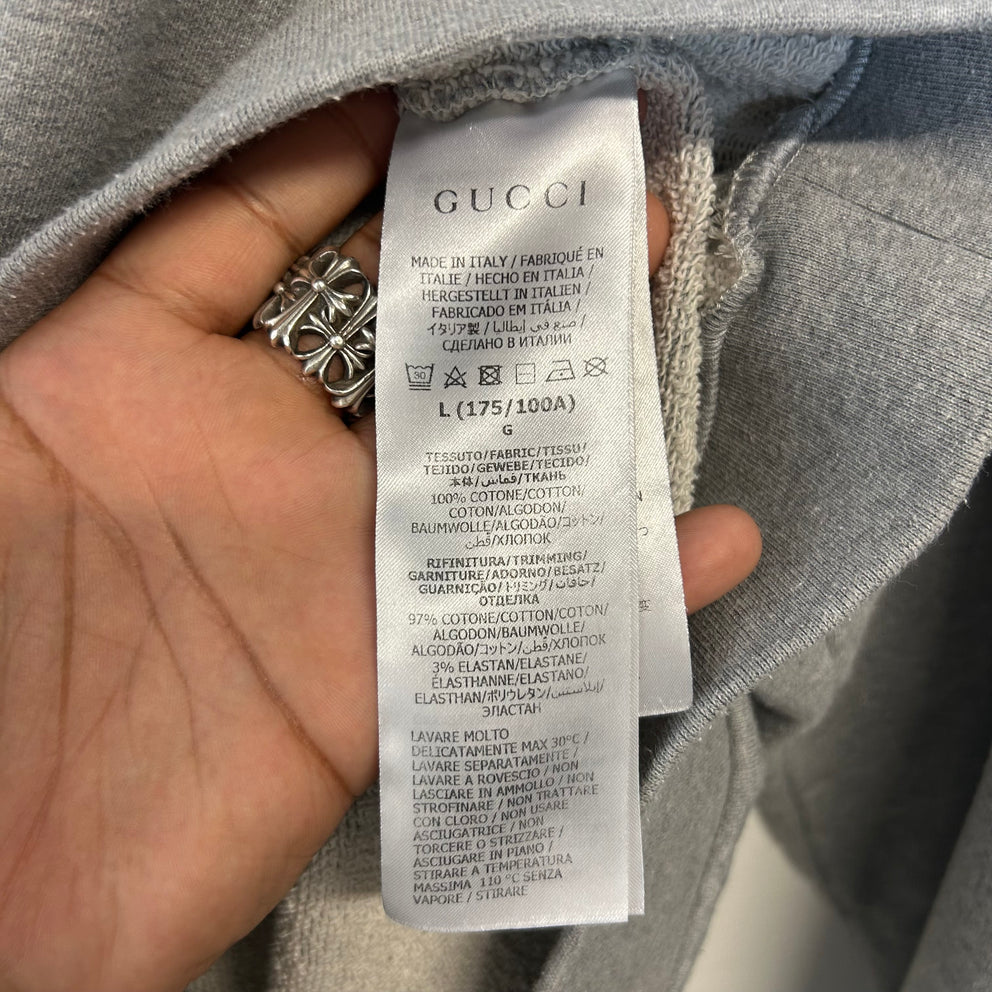 GUCCI
MADE IN ITALY / FABRIQUÉ EN
ITALIE / HECHO EN ITALIA /
HERGESTELLT IN ITALIEN /
FABRICADO EM ITÁLIA /
イタリア製 / صنع في إيطاليا /
СДЕЛАНО В ИТАЛИИ
30
L (175/100A)
G
TESSUTO/FABRIC/TISSU/
TEJIDO/GEWEBE/TECIDO/
本体/قماش/ТКАНЬ
100% COTONE/COTTON/
COTON/ALGODON/
BAUMWOLLE/ALGODÃO/コットン/
قطن/ХЛОПОК
RIFINITURA/TRIMMING/
GARNITURE/ADORNO/BESATZ/
GUARNIÇÃO/トリミング/حافات/
ОТДЕЛКА
97% COTONE/COTTON/COTON/
ALGODON/BAUMWOLLE/
ALGODÃO/コットン/قطن/ХЛОПОК
3% ELASTAN/ELASTANE/
ÉLASTHANNE/ELASTANO/
ELASTHAN/ポリウレタン/إيلاستين/
ЭЛАСТАН
LAVARE MOLTO
DELICATAMENTE MAX 30°C /
LAVARE SEPARATAMENTE /
LAVARE A ROVESCIO / NON
LASCIARE IN AMMOLLO / NON
STROFINARE / NON TRATTARE
CON CLORO / NON USARE
ASCIUGATRICE / NON
TORCERE O STRIZZARE /
ASCIUGARE IN PIANO /
STIRARE A TEMPERATURA
MASSIMA 110 °C SENZA
VAPORE / STIRARE